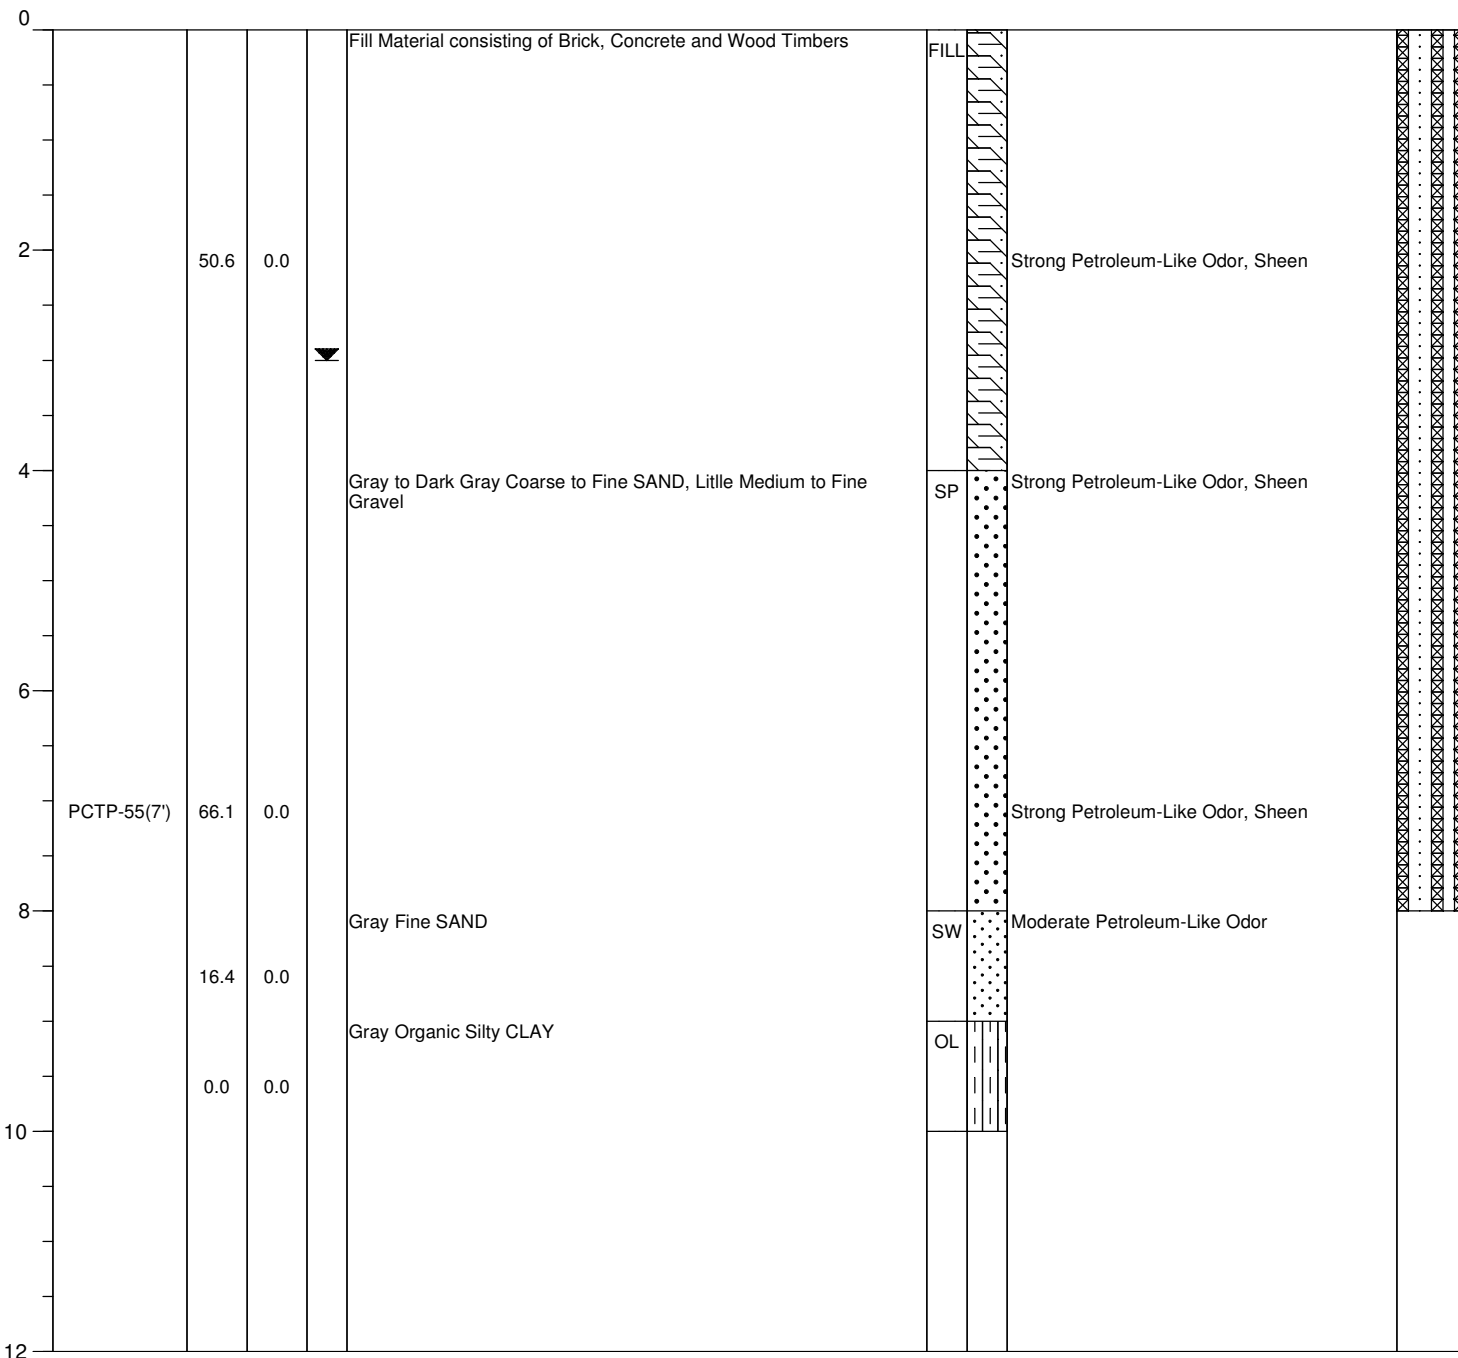 0
Fill Material consisting of Brick, Concrete and Wood Timbers
FILL
2
50.6 0.0 Strong Petroleum-Like Odor, Sheen
4
Gray to Dark Gray Coarse to Fine SAND, Litlle Medium to Fine
Gravel
SP
Strong Petroleum-Like Odor, Sheen
6
PCTP-55(7') 66.1 0.0 Strong Petroleum-Like Odor, Sheen
8
Gray Fine SAND
SW
Moderate Petroleum-Like Odor
16.4 0.0
Gray Organic Silty CLAY
OL
0.0 0.0
10
12